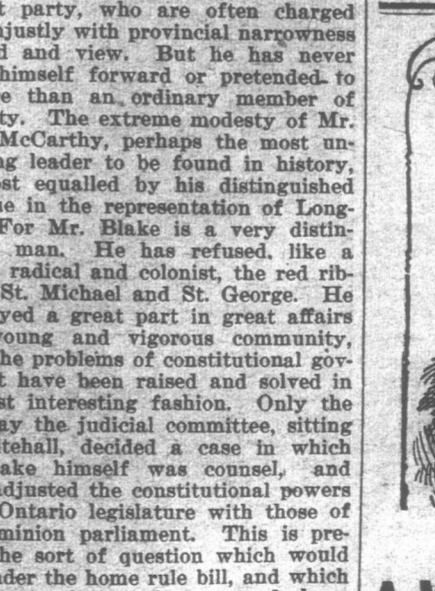 t party, who are often charged
njustly with provincial narrowness
d and view. But he has never
himself forward or pretended to
re than an ordinary member of
ty. The extreme modesty of Mr.
McCarthy, perhaps the most un-
ng leader to be found in history,
ost equalled by his distinguished
ue in the representation of Long-
For Mr. Blake is a very distin-
man. He has refused, like a
radical and colonist, the red rib-
St. Michael and St. George. He
yed a great part in great affairs
young and vigorous community,
he problems of constitutional gov-
t have been raised and solved in
st interesting fashion. Only the
ay the judicial committee, sitting
itehall, decided a case in which
ake himself was counsel, and
adjusted the constitutional powers
Ontario legislature with those of
minion parliament. This is pre-
he sort of question which would
nder the home rule bill, and which